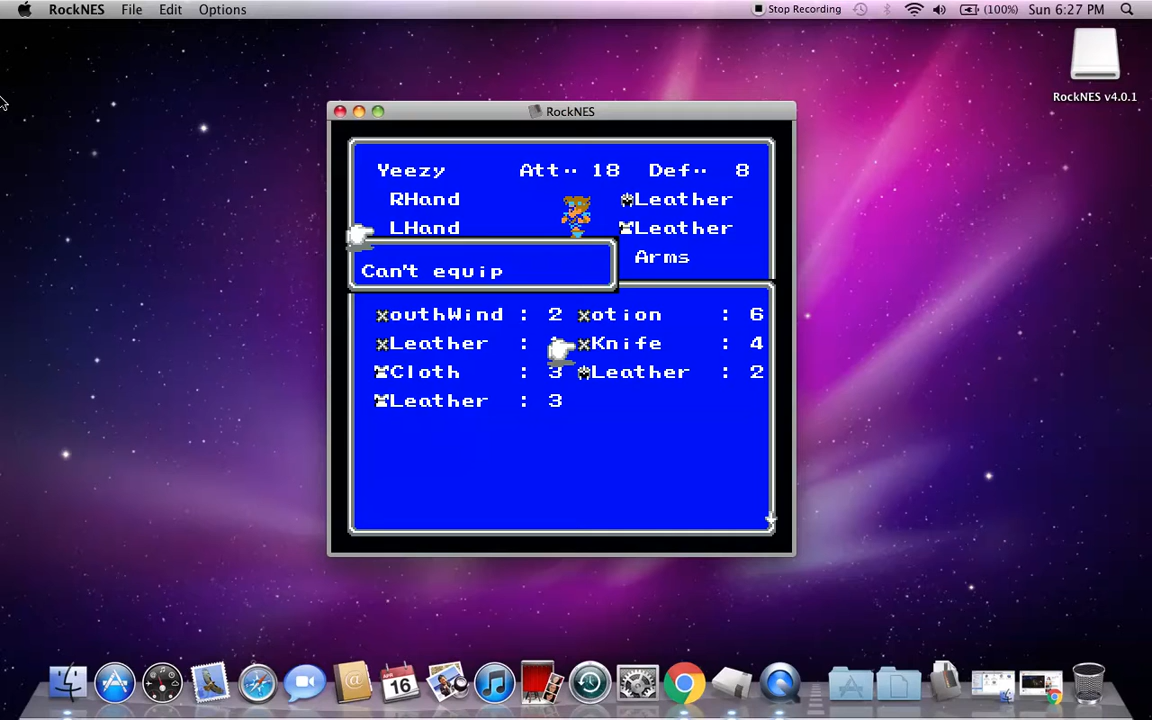 RockNES File Edit Options Stop Recording (100%) Sun 6:27 PM
RockNES v4.0.1
RockNES
Yeezy Att‥ 18 Def‥ 8
RHand Leather
LHand Leather
Arms
Can't equip
outhWind : 2 otion : 6
Leather : Knife : 4
Cloth : 3 Leather : 2
Leather : 3
16